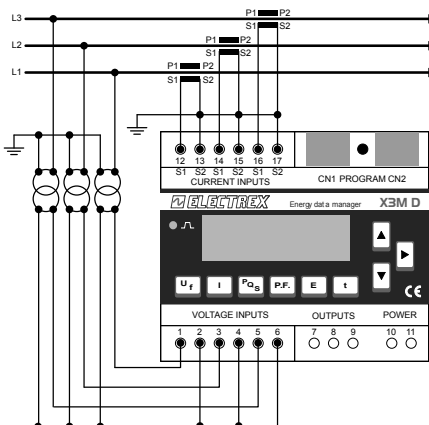 L3
P1 P2
S1 S2
L2
P1 P2
S1 S2
L1
P1 P2
S1 S2
12 13 14 15 16 17
S1 S2 S1 S2 S1 S2
CURRENT INPUTS
CN1 PROGRAM CN2
ELECTREX
Energy data manager
X3M D
Uf
I
PQS
P.F.
E
t
CE
VOLTAGE INPUTS
OUTPUTS
POWER
1 2 3 4 5 6
7 8 9
10 11